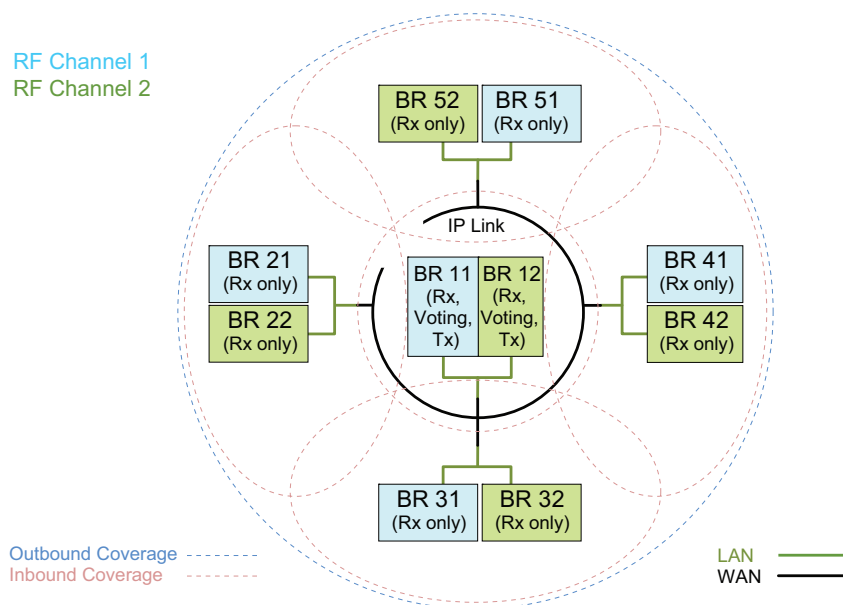 RF Channel 1
RF Channel 2
BR 52
(Rx only)
BR 51
(Rx only)
IP Link
BR 21
(Rx only)
BR 22
(Rx only)
BR 11
(Rx,
Voting,
Tx)
BR 12
(Rx,
Voting,
Tx)
BR 41
(Rx only)
BR 42
(Rx only)
BR 31
(Rx only)
BR 32
(Rx only)
Outbound Coverage
Inbound Coverage
LAN
WAN